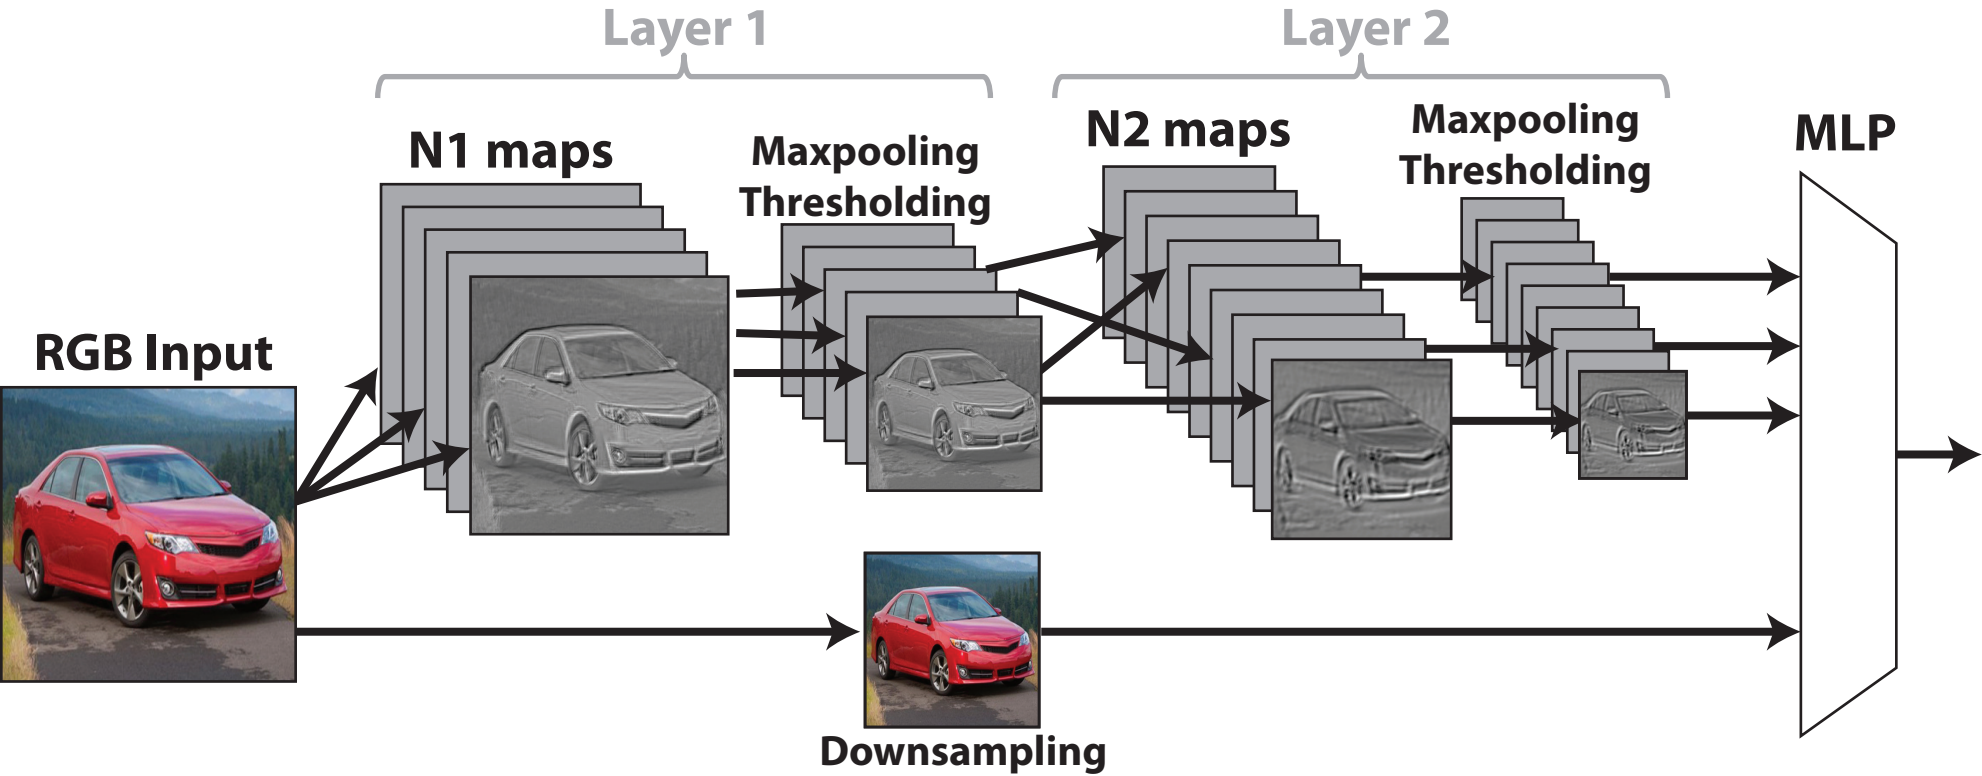 Layer 1
Layer 2
N1 maps
Maxpooling
Thresholding
N2 maps
Maxpooling
Thresholding
MLP
RGB Input
Downsampling